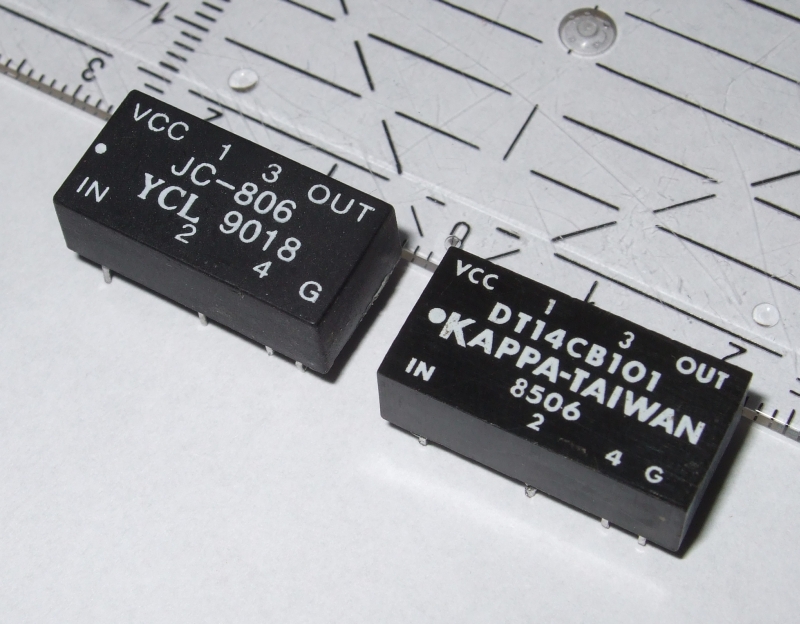 VCC 1 3 OUT
JC-806
YCL 9018
IN 2 4 G
VCC 1 3 OUT
DT14CB101
KAPPA-TAIWAN
8506
IN 2 4 G